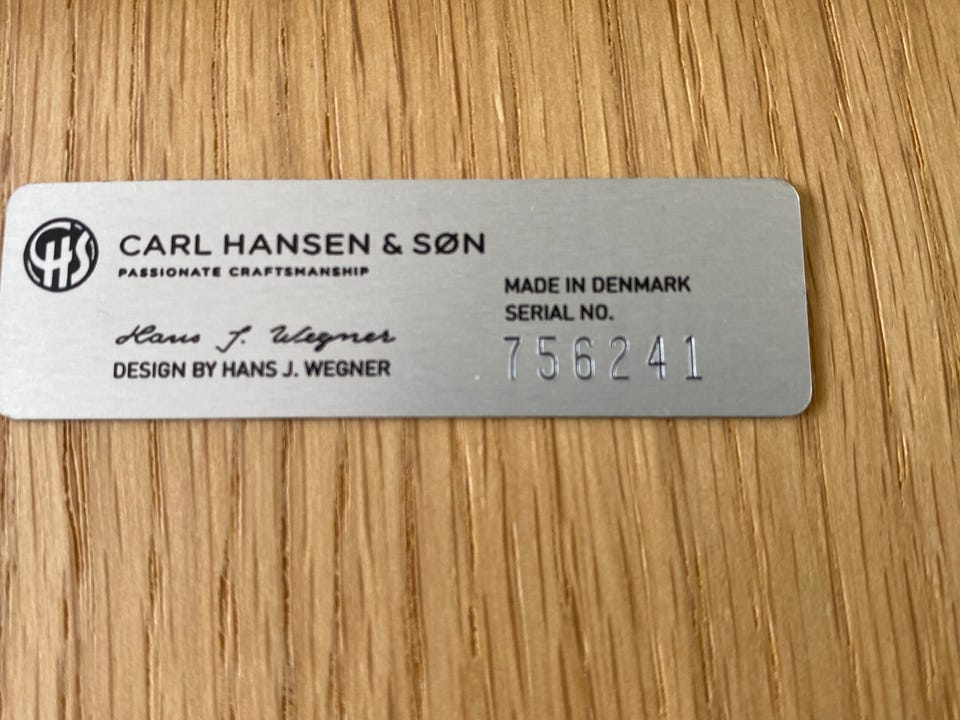 CHS
CARL HANSEN & SØN
PASSIONATE CRAFTSMANSHIP
Hans J. Wegner
DESIGN BY HANS J. WEGNER
MADE IN DENMARK
SERIAL NO.
756241